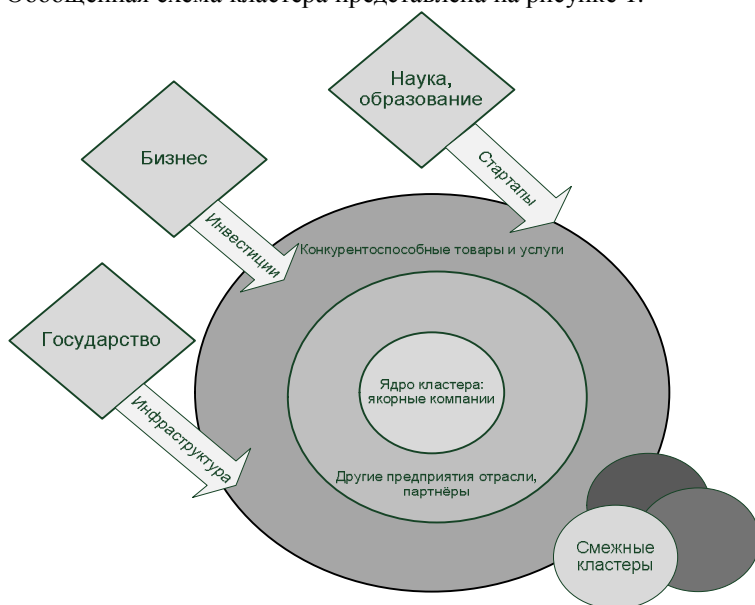 Обобщённая схема кластера представлена на рисунке 1.
Наука,
образование
Бизнес
Стартапы
Инвестиции
Конкурентоспособные товары и услуги
Государство
Ядро кластера:
якорные компании
Инфраструктура
Другие предприятия отрасли,
партнёры
Смежные
кластеры